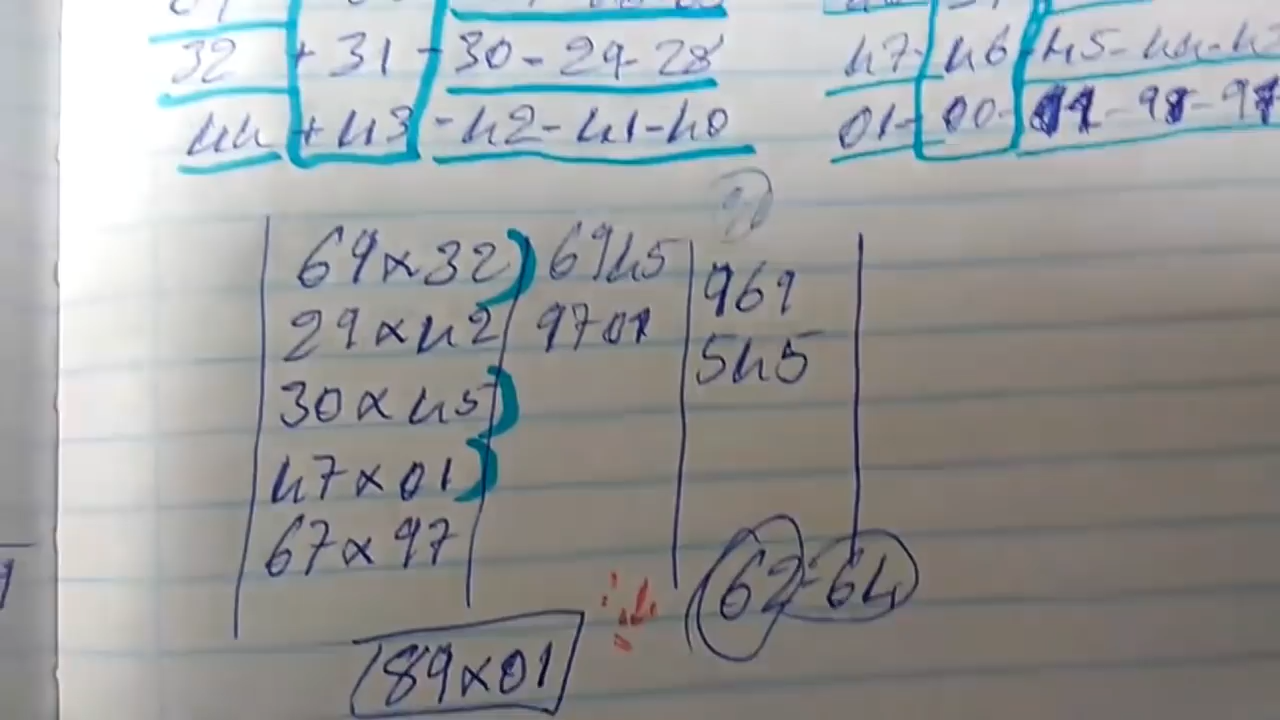 32 + 31 - 30 - 29 - 28
44 + 43 - 42 - 41 - 40
47 - 46 - 45 - 44 - 43
01 - 00 - 99 - 98 - 97
69 x 32) 6945
29 x 42 9701
30 x 45)
47 x 01)
67 x 97
969
545
62 - 64
89 x 01